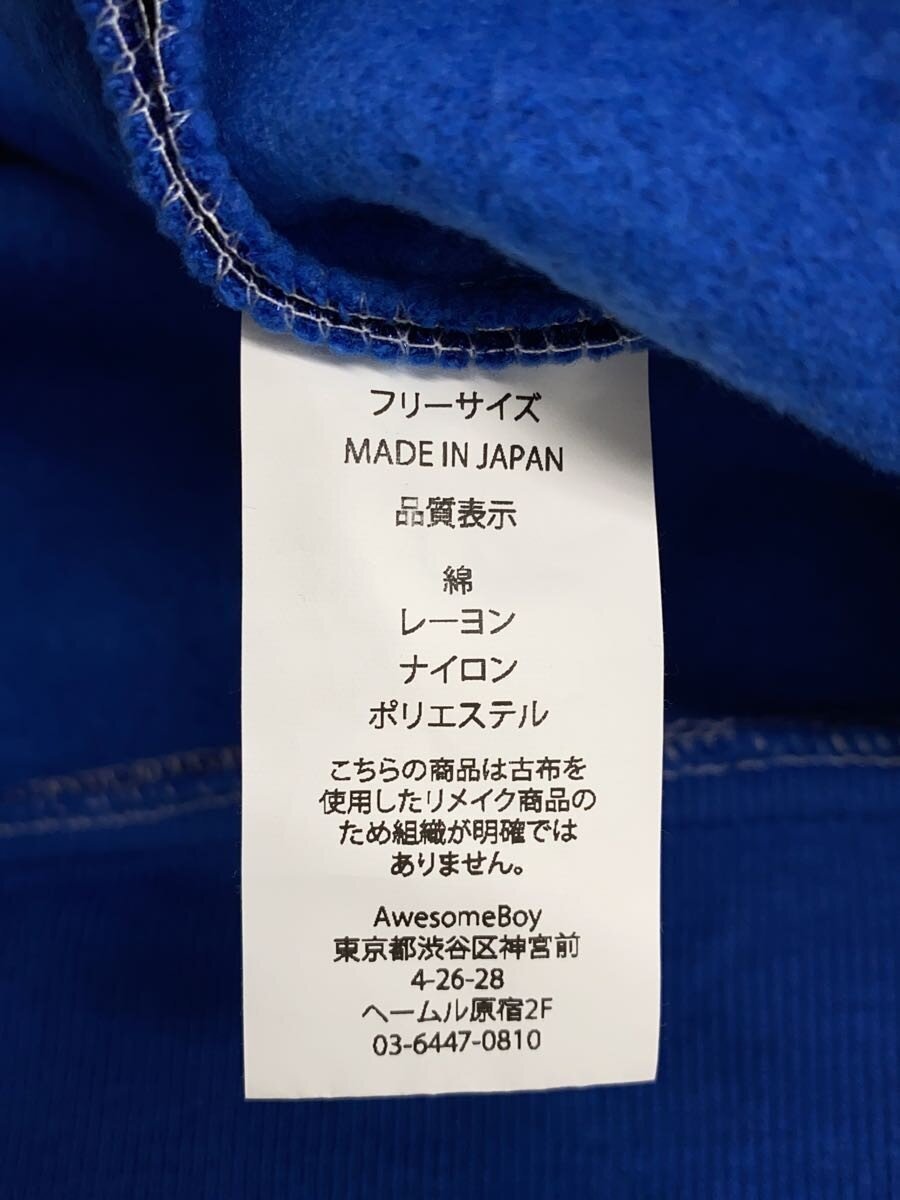 フリーサイズ
MADE IN JAPAN
品質表示
綿
レーヨン
ナイロン
ポリエステル
こちらの商品は古布を
使用したリメイク商品の
ため組織が明確では
ありません。
AwesomeBoy
東京都渋谷区神宮前
4-26-28
ヘームル原宿2F
03-6447-0810